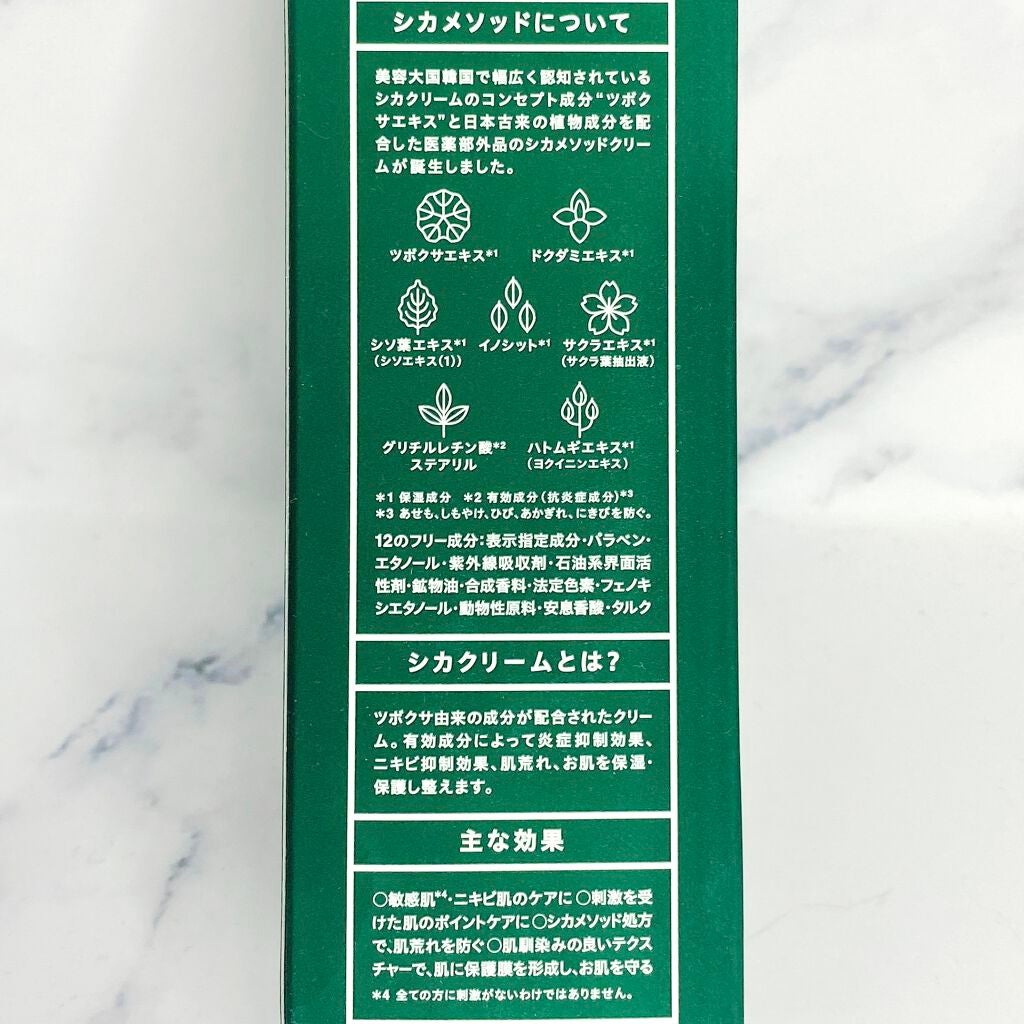 シカメソッドについて
美容大国韓国で幅広く認知されている
シカクリームのコンセプト成分“ツボク
サエキス”と日本古来の植物成分を配
合した医薬部外品のシカメソッドクリー
ムが誕生しました。
ツボクサエキス*1 ドクダミエキス*1
シソ葉エキス*1 イノシット*1 サクラエキス*1
(シソエキス(1)) (サクラ葉抽出液)
グリチルレチン酸*2 ハトムギエキス*1
ステアリル (ヨクイニンエキス)
*1 保湿成分 *2 有効成分(抗炎症成分)*3
*3 あせも、しもやけ、ひび、あかぎれ、にきびを防ぐ。
12のフリー成分:表示指定成分・パラベン・
エタノール・紫外線吸収剤・石油系界面活
性剤・鉱物油・合成香料・法定色素・フェノキ
シエタノール・動物性原料・安息香酸・タルク
シカクリームとは?
ツボクサ由来の成分が配合されたクリー
ム。有効成分によって炎症抑制効果、
ニキビ抑制効果、肌荒れ、お肌を保湿・
保護し整えます。
主な効果
○敏感肌*4・ニキビ肌のケアに ○刺激を受
けた肌のポイントケアに○シカメソッド処方
で、肌荒れを防ぐ○肌馴染みの良いテクス
チャーで、肌に保護膜を形成し、お肌を守る
*4 全ての方に刺激がないわけではありません。